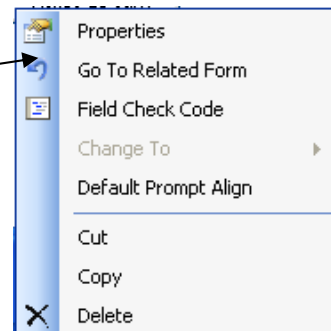 Properties
Go To Related Form
Field Check Code
Change To
Default Prompt Align
Cut
Copy
Delete